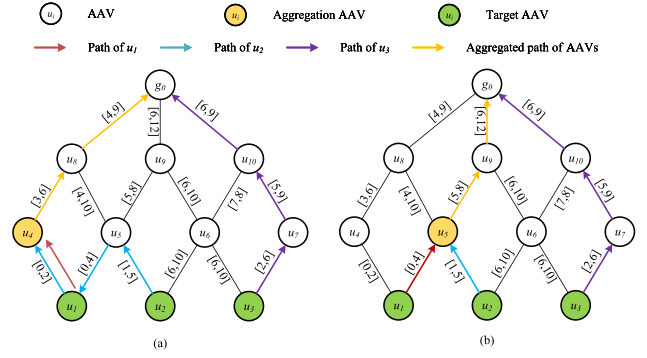 u_i AAV u_i Aggregation AAV u_i Target AAV
Path of u_1 Path of u_2 Path of u_3 Aggregated path of AAVs
g_0 g_0
[4,9] [6,12] [6,9] [4,9] [6,12] [6,9]
u_8 u_9 u_10 u_8 u_9 u_10
[3,6] [4,10] [5,8] [6,10] [7,8] [5,9] [3,6] [4,10] [5,8] [6,10] [7,8] [5,9]
u_4 u_5 u_6 u_7 u_4 u_5 u_6 u_7
[0,2] [0,4] [1,5] [6,10] [6,10] [2,6] [0,2] [0,4] [1,5] [6,10] [6,10] [2,6]
u_1 u_2 u_3 u_1 u_2 u_3
(a) (b)